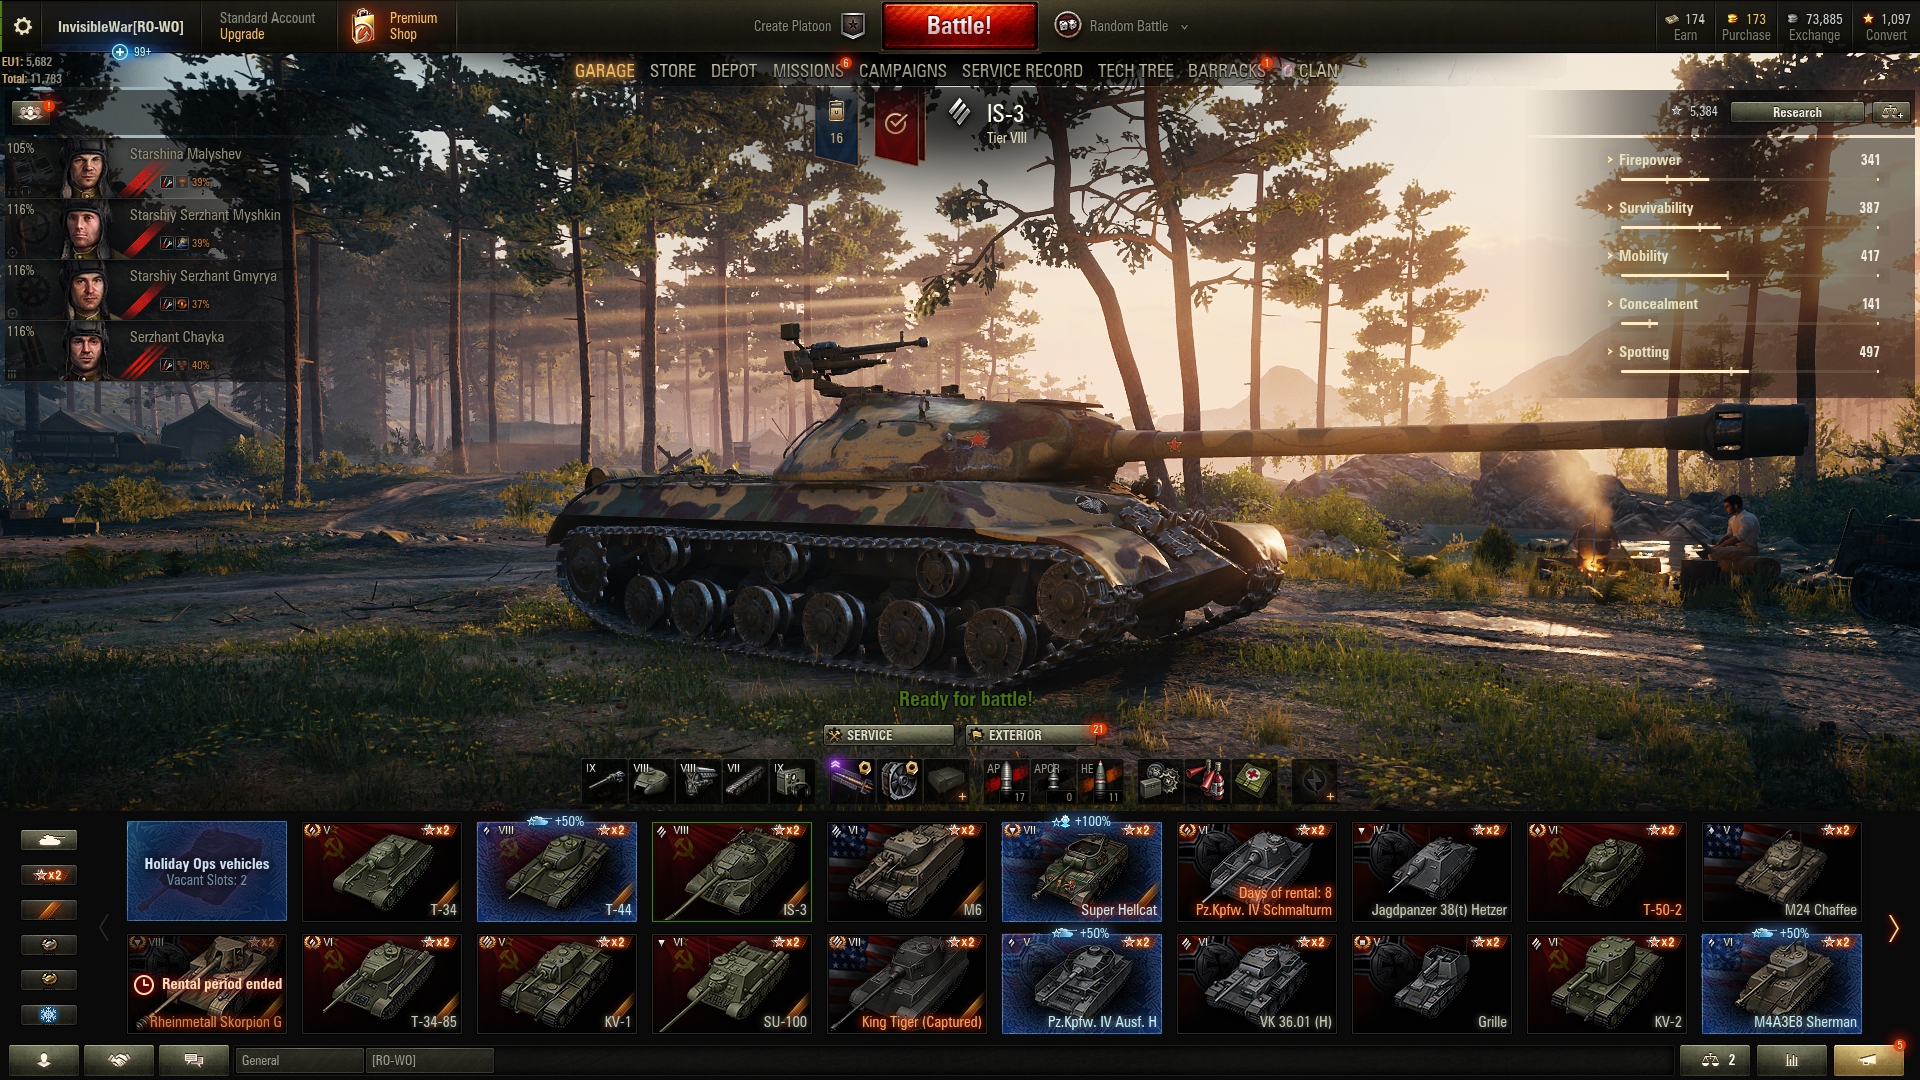 InvisibleWar[RO-WO]
99+
Standard Account
Upgrade
Premium
Shop
Create Platoon
Battle!
Random Battle
174
Earn
173
Purchase
73,885
Exchange
1,097
Convert
EU1: 5,682
Total: 11,783
GARAGE
STORE
DEPOT
MISSIONS
6
CAMPAIGNS
SERVICE RECORD
TECH TREE
BARRACKS
1
CLAN
16
IS-3
Tier VIII
5,384
Research
105%
Starshina Malyshev
39%
116%
Starshiy Serzhant Myshkin
39%
116%
Starshiy Serzhant Gmyrya
37%
116%
Serzhant Chayka
40%
Firepower
341
Survivability
387
Mobility
417
Concealment
141
Spotting
497
Ready for battle!
SERVICE
EXTERIOR
21
IX
VIII
VIII
VII
IX
AP
17
APCR
0
HE
11
x2
Holiday Ops vehicles
Vacant Slots: 2
V
x2
T-34
+50%
VIII
x2
T-44
VIII
x2
IS-3
VI
x2
M6
+100%
VII
x2
Super Hellcat
VI
x2
Days of rental: 8
Pz.Kpfw. IV Schmalturm
IV
x2
Jagdpanzer 38(t) Hetzer
VI
x2
T-50-2
V
x2
M24 Chaffee
VIII
x2
Rental period ended
Rheinmetall Skorpion G
VI
x2
T-34-85
V
x2
KV-1
VI
x2
SU-100
VII
x2
King Tiger (Captured)
+50%
V
x2
Pz.Kpfw. IV Ausf. H
VI
x2
VK 36.01 (H)
V
x2
Grille
VI
x2
KV-2
+50%
VI
x2
M4A3E8 Sherman
General
[RO-WO]
2
5